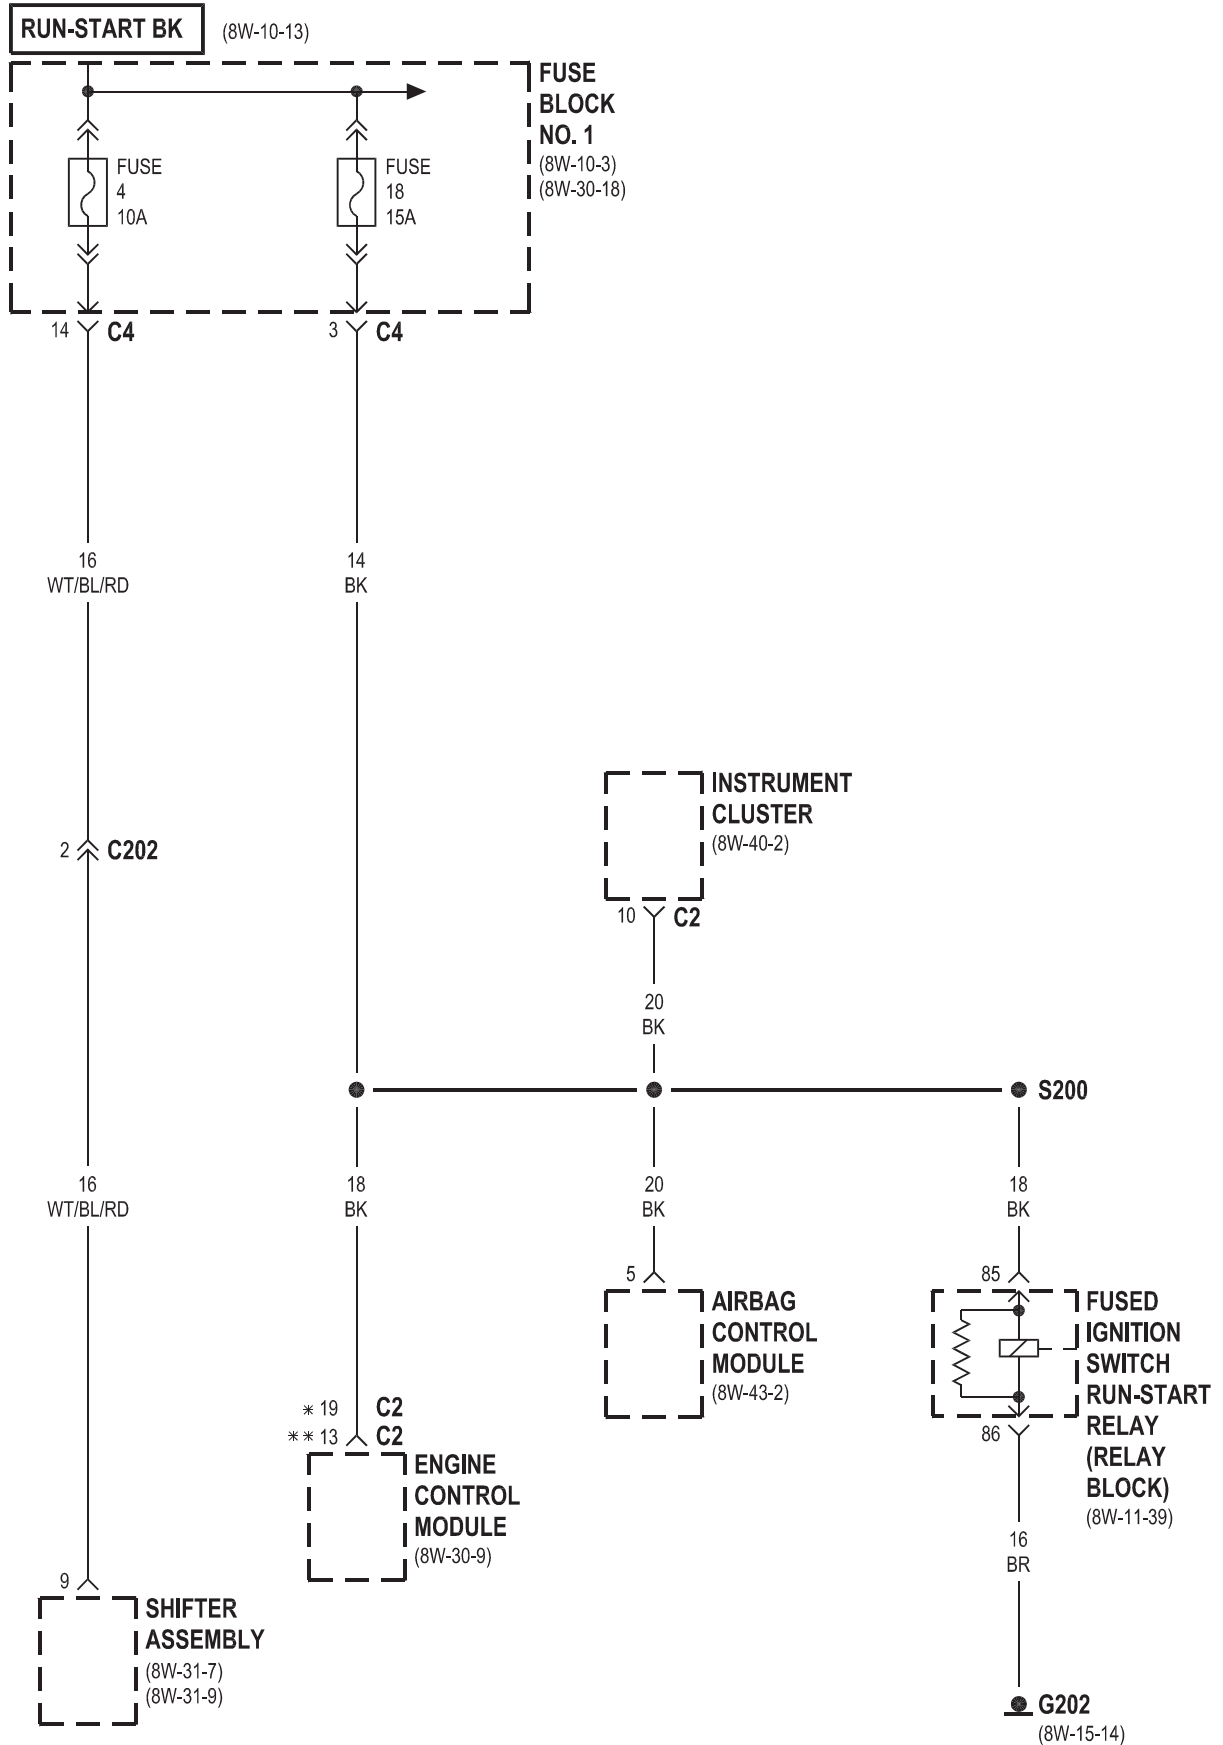 RUN-START BK (8W-10-13)
FUSE
BLOCK
NO. 1
(8W-10-3)
(8W-30-18)
FUSE
4
10A
FUSE
18
15A
14 C4
3 C4
16
WT/BL/RD
14
BK
2 C202
INSTRUMENT
CLUSTER
(8W-40-2)
10 C2
20
BK
S200
16
WT/BL/RD
18
BK
20
BK
18
BK
5
AIRBAG
CONTROL
MODULE
(8W-43-2)
85
FUSED
IGNITION
SWITCH
RUN-START
RELAY
(RELAY
BLOCK)
(8W-11-39)
86
* 19 C2
** 13 C2
ENGINE
CONTROL
MODULE
(8W-30-9)
16
BR
9
SHIFTER
ASSEMBLY
(8W-31-7)
(8W-31-9)
G202
(8W-15-14)